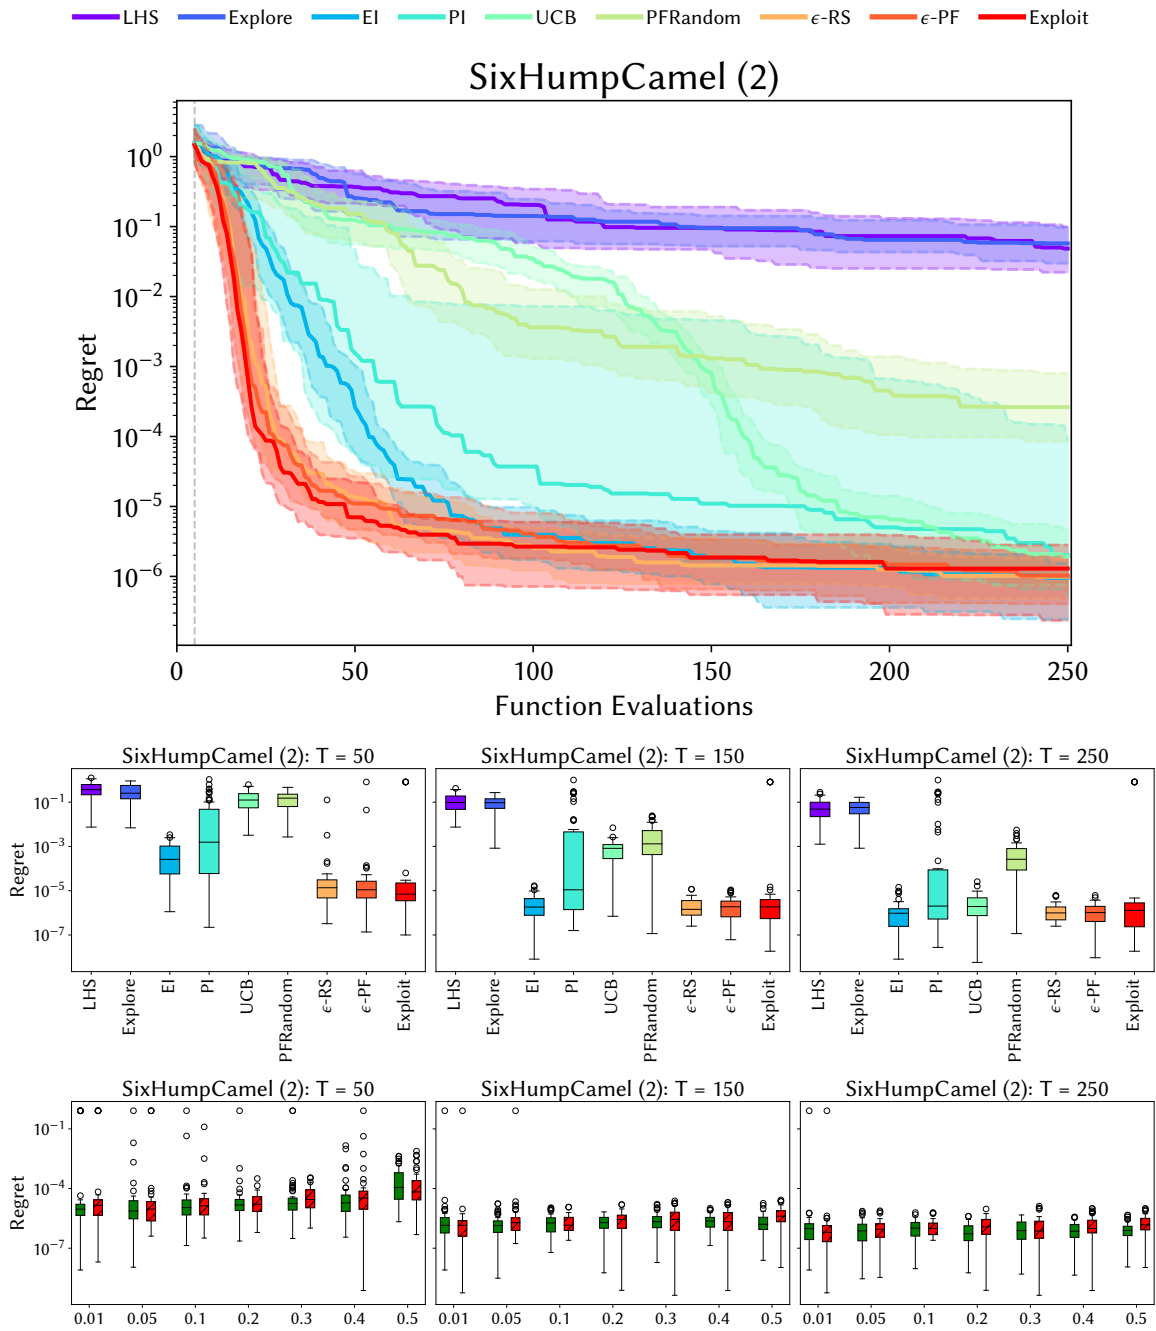 LHS Explore EI PI UCB PFRandom ϵ-RS ϵ-PF Exploit
SixHumpCamel (2)
10⁰
10⁻¹
10⁻²
10⁻³
10⁻⁴
10⁻⁵
10⁻⁶
Regret
0 50 100 150 200 250
Function Evaluations
SixHumpCamel (2): T = 50 SixHumpCamel (2): T = 150 SixHumpCamel (2): T = 250
10⁻¹
10⁻³
10⁻⁵
10⁻⁷
Regret
LHS Explore EI PI UCB PFRandom ϵ-RS ϵ-PF Exploit LHS Explore EI PI UCB PFRandom ϵ-RS ϵ-PF Exploit LHS Explore EI PI UCB PFRandom ϵ-RS ϵ-PF Exploit
SixHumpCamel (2): T = 50 SixHumpCamel (2): T = 150 SixHumpCamel (2): T = 250
10⁻¹
10⁻⁴
10⁻⁷
Regret
0.01 0.05 0.1 0.2 0.3 0.4 0.5 0.01 0.05 0.1 0.2 0.3 0.4 0.5 0.01 0.05 0.1 0.2 0.3 0.4 0.5